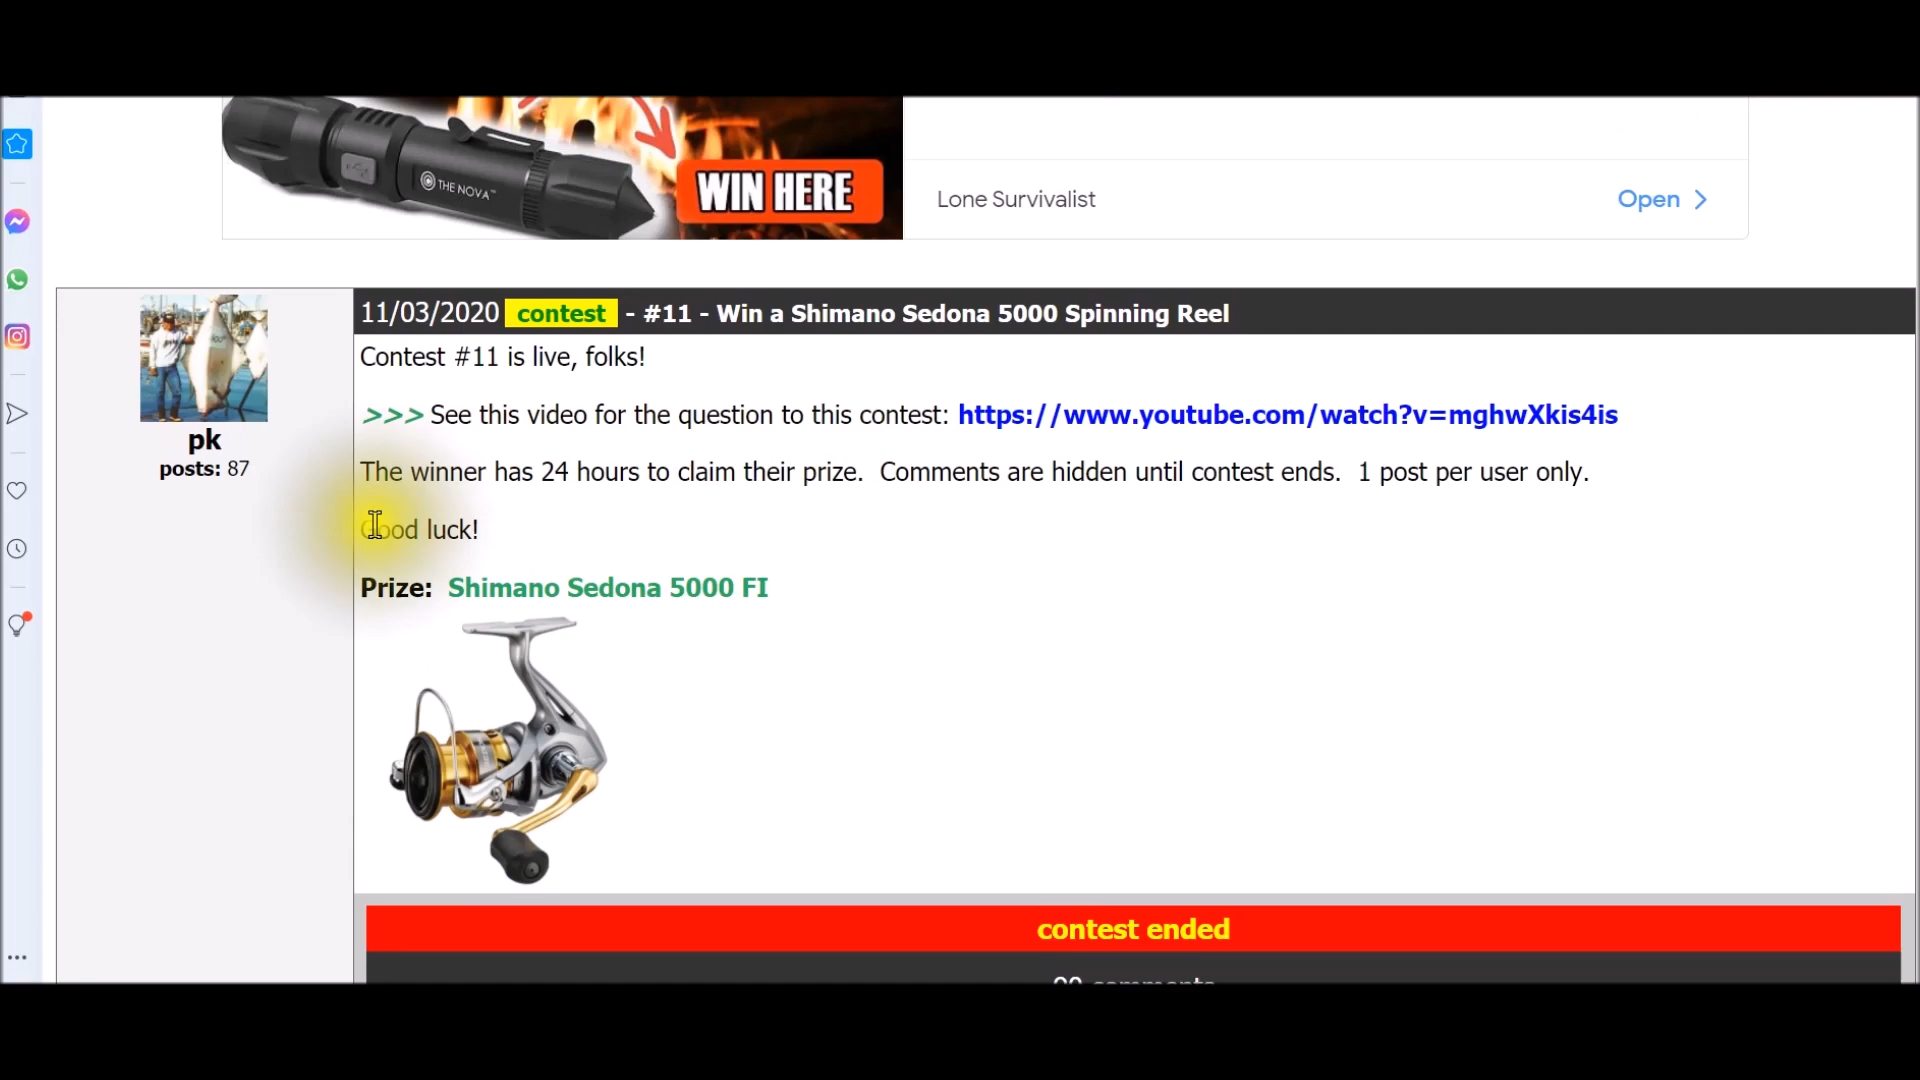 THE NOVA™
WIN HERE
Lone Survivalist
Open
11/03/2020 contest - #11 - Win a Shimano Sedona 5000 Spinning Reel
Contest #11 is live, folks!
>>> See this video for the question to this contest: https://www.youtube.com/watch?v=mghwXkis4is
pk
posts: 87
The winner has 24 hours to claim their prize. Comments are hidden until contest ends. 1 post per user only.
Good luck!
Prize: Shimano Sedona 5000 FI
contest ended
comments